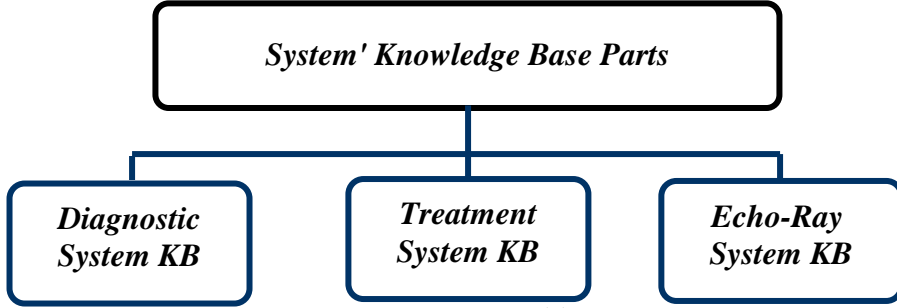 System' Knowledge Base Parts
Diagnostic
System KB
Treatment
System KB
Echo-Ray
System KB